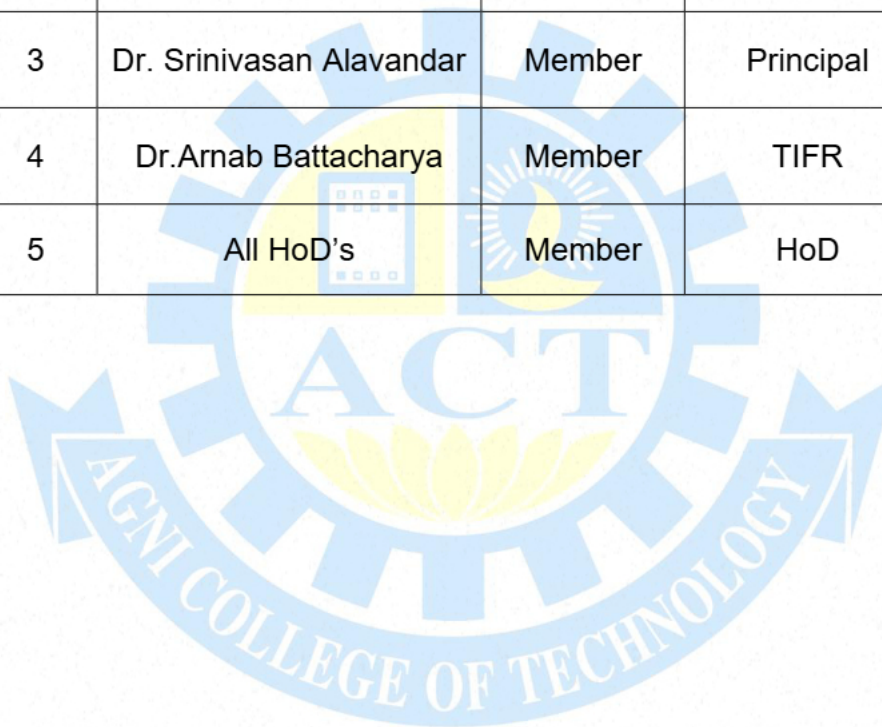 3 Dr. Srinivasan Alavandar Member Principal
4 Dr.Arnab Battacharya Member TIFR
5 All HoD’s Member HoD
ACT
AGNI COLLEGE OF TECHNOLOGY